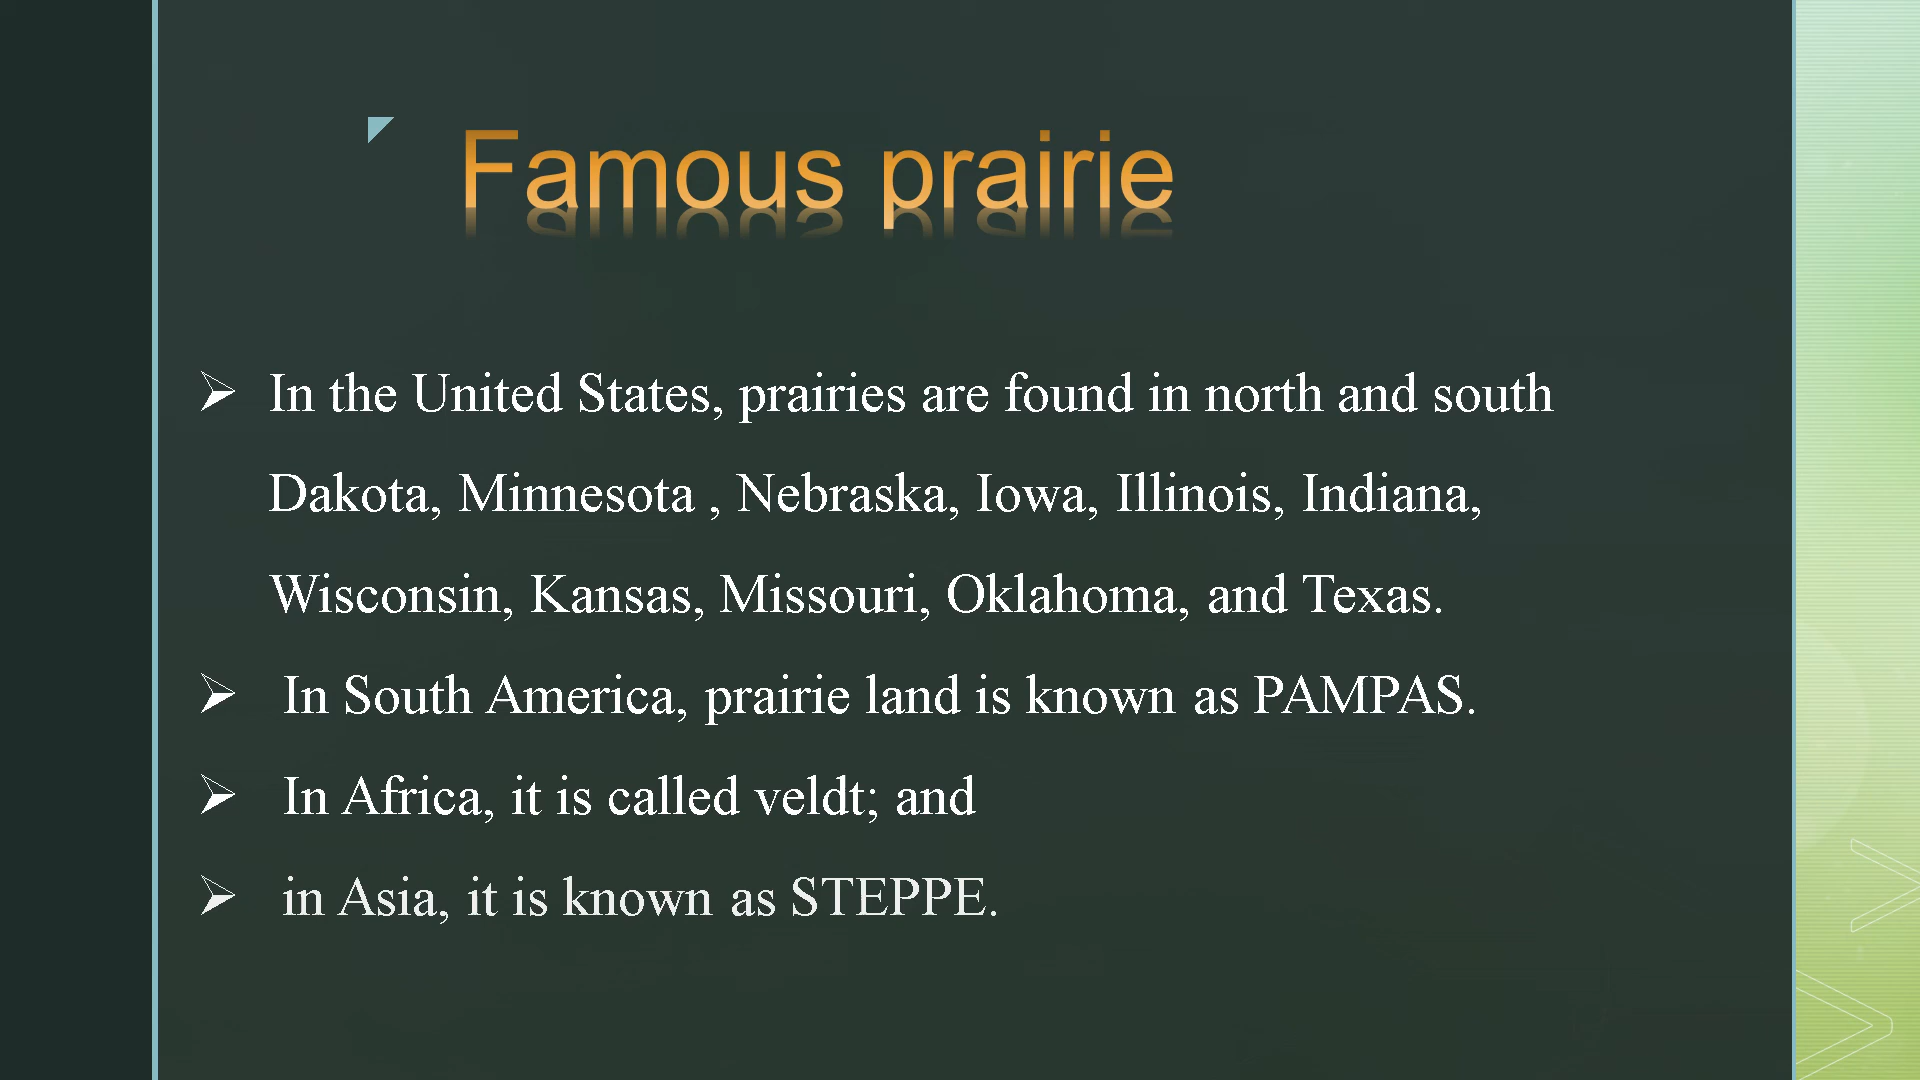 Famous prairie
➢ In the United States, prairies are found in north and south
Dakota, Minnesota , Nebraska, Iowa, Illinois, Indiana,
Wisconsin, Kansas, Missouri, Oklahoma, and Texas.
➢ In South America, prairie land is known as PAMPAS.
➢ In Africa, it is called veldt; and
➢ in Asia, it is known as STEPPE.